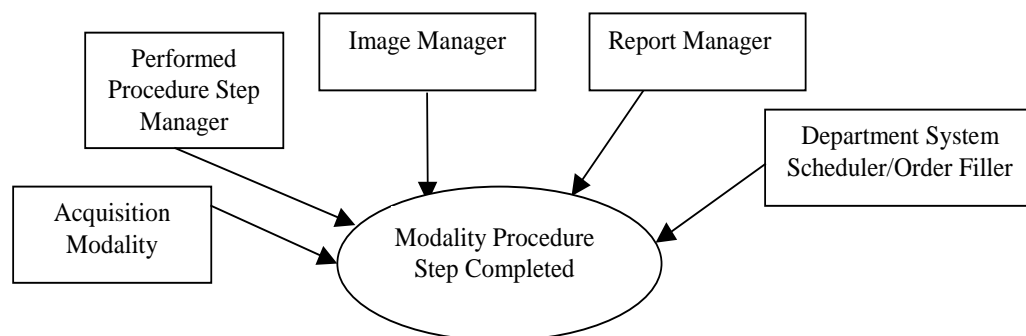 Performed
Procedure Step
Manager
Image Manager
Report Manager
Department System
Scheduler/Order Filler
Acquisition
Modality
Modality Procedure
Step Completed